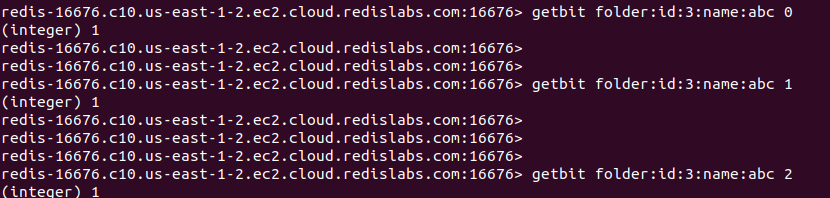 redis-16676.c10.us-east-1-2.ec2.cloud.redislabs.com:16676> getbit folder:id:3:name:abc 0
(integer) 1
redis-16676.c10.us-east-1-2.ec2.cloud.redislabs.com:16676>
redis-16676.c10.us-east-1-2.ec2.cloud.redislabs.com:16676>
redis-16676.c10.us-east-1-2.ec2.cloud.redislabs.com:16676> getbit folder:id:3:name:abc 1
(integer) 1
redis-16676.c10.us-east-1-2.ec2.cloud.redislabs.com:16676>
redis-16676.c10.us-east-1-2.ec2.cloud.redislabs.com:16676>
redis-16676.c10.us-east-1-2.ec2.cloud.redislabs.com:16676>
redis-16676.c10.us-east-1-2.ec2.cloud.redislabs.com:16676> getbit folder:id:3:name:abc 2
(integer) 1